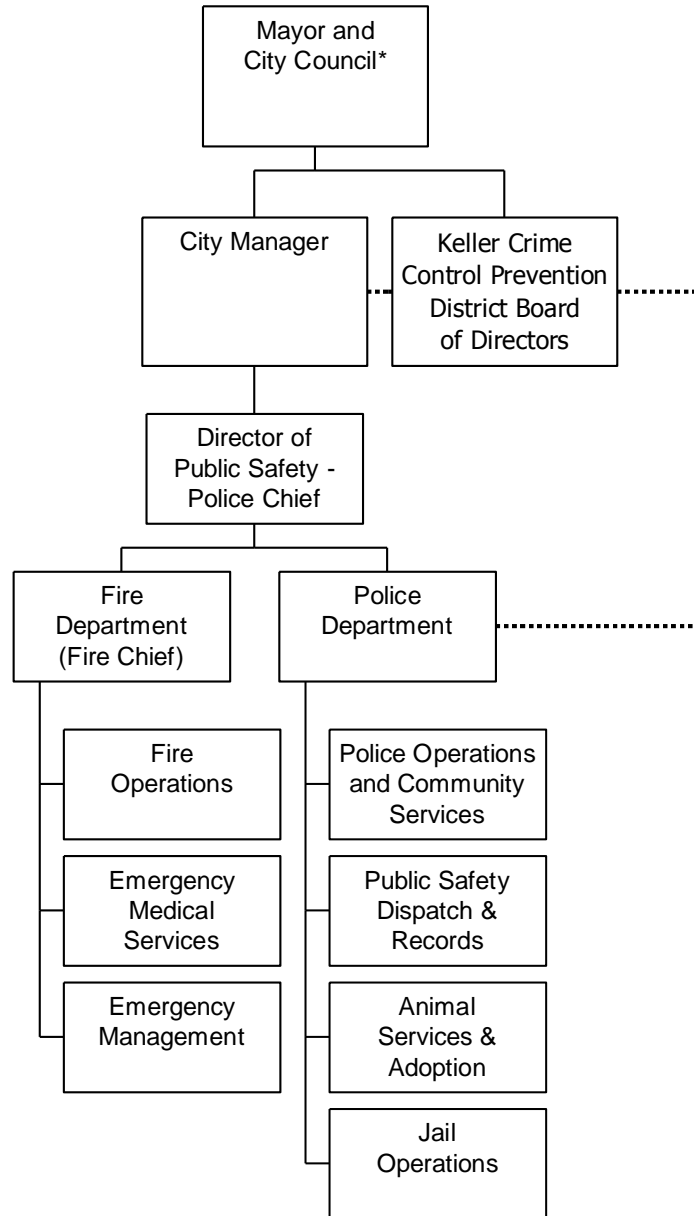 Mayor and
City Council*
City Manager
Keller Crime
Control Prevention
District Board
of Directors
Director of
Public Safety -
Police Chief
Fire
Department
(Fire Chief)
Police
Department
Fire
Operations
Emergency
Medical
Services
Emergency
Management
Police Operations
and Community
Services
Public Safety
Dispatch &
Records
Animal
Services &
Adoption
Jail
Operations